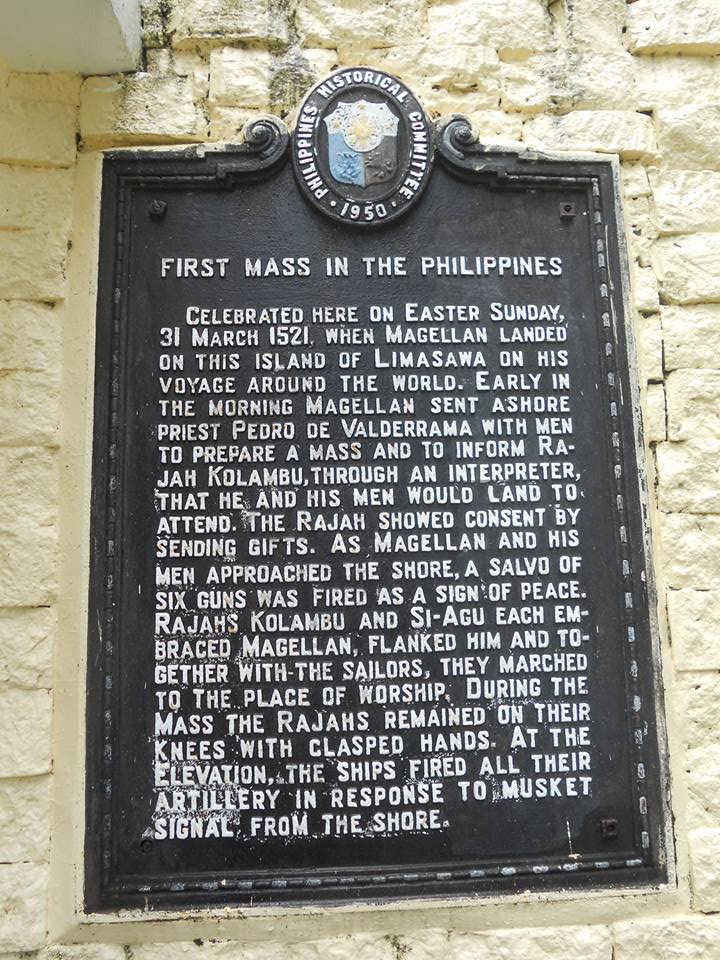 PHILIPPINES HISTORICAL COMMITTEE
· 1950 ·
FIRST MASS IN THE PHILIPPINES
CELEBRATED HERE ON EASTER SUNDAY,
31 MARCH 1521, WHEN MAGELLAN LANDED
ON THIS ISLAND OF LIMASAWA ON HIS
VOYAGE AROUND THE WORLD. EARLY IN
THE MORNING MAGELLAN SENT ASHORE
PRIEST PEDRO DE VALDERRAMA WITH MEN
TO PREPARE A MASS AND TO INFORM RA-
JAH KOLAMBU, THROUGH AN INTERPRETER,
THAT HE AND HIS MEN WOULD LAND TO
ATTEND. THE RAJAH SHOWED CONSENT BY
SENDING GIFTS. AS MAGELLAN AND HIS
MEN APPROACHED THE SHORE, A SALVO OF
SIX GUNS WAS FIRED AS A SIGN OF PEACE.
RAJAHS KOLAMBU AND SI-AGU EACH EM-
BRACED MAGELLAN, FLANKED HIM AND TO-
GETHER WITH THE SAILORS, THEY MARCHED
TO THE PLACE OF WORSHIP. DURING THE
MASS THE RAJAHS REMAINED ON THEIR
KNEES WITH CLASPED HANDS. AT THE
ELEVATION, THE SHIPS FIRED ALL THEIR
ARTILLERY IN RESPONSE TO MUSKET
SIGNAL FROM THE SHORE.